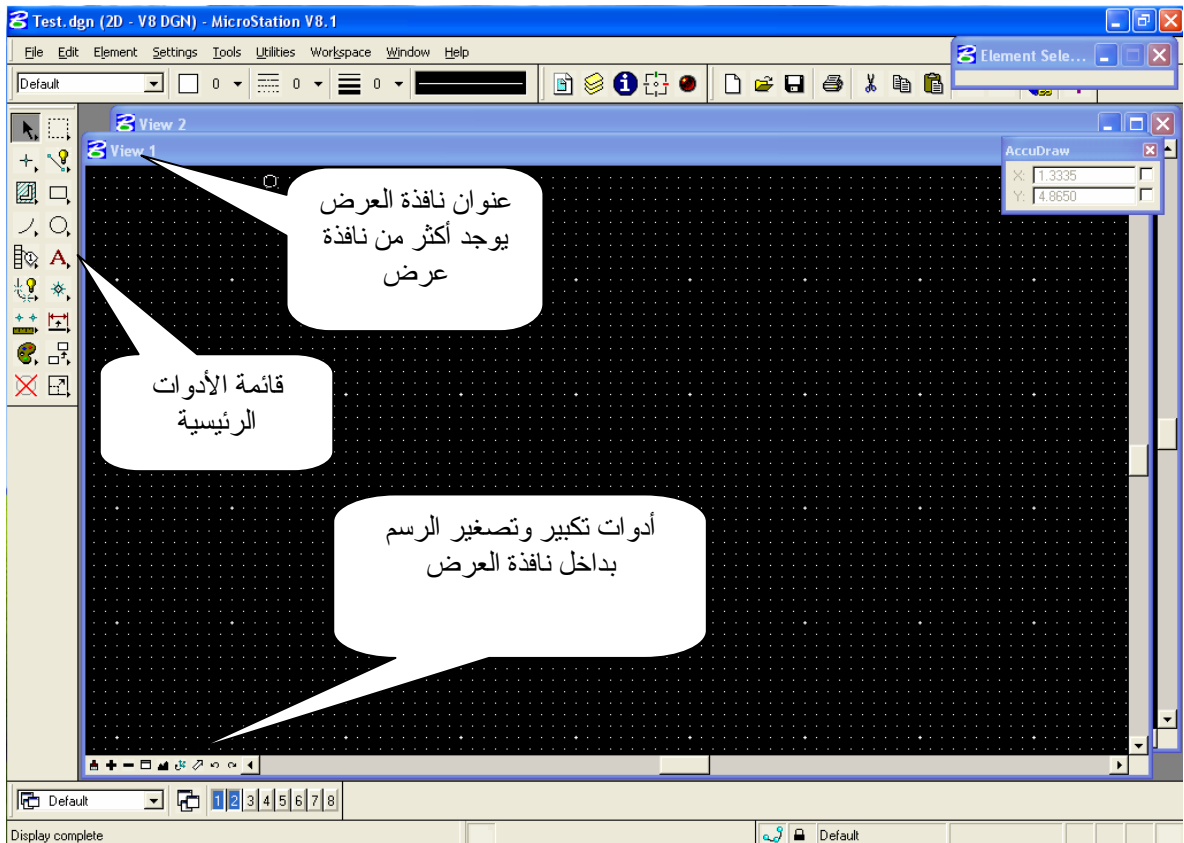 Test.dgn (2D - V8 DGN) - MicroStation V8.1
File Edit Element Settings Tools Utilities Workspace Window Help
Element Sele...
Default 0 0 0
View 2
View 1
AccuDraw
X: 1.3335
Y: 4.8650
عنوان نافذة العرض
يوجد أكثر من نافذة
عرض
قائمة الأدوات
الرئيسية
أدوات تكبير وتصغير الرسم
بداخل نافذة العرض
Default 1 2 3 4 5 6 7 8
Display complete Default